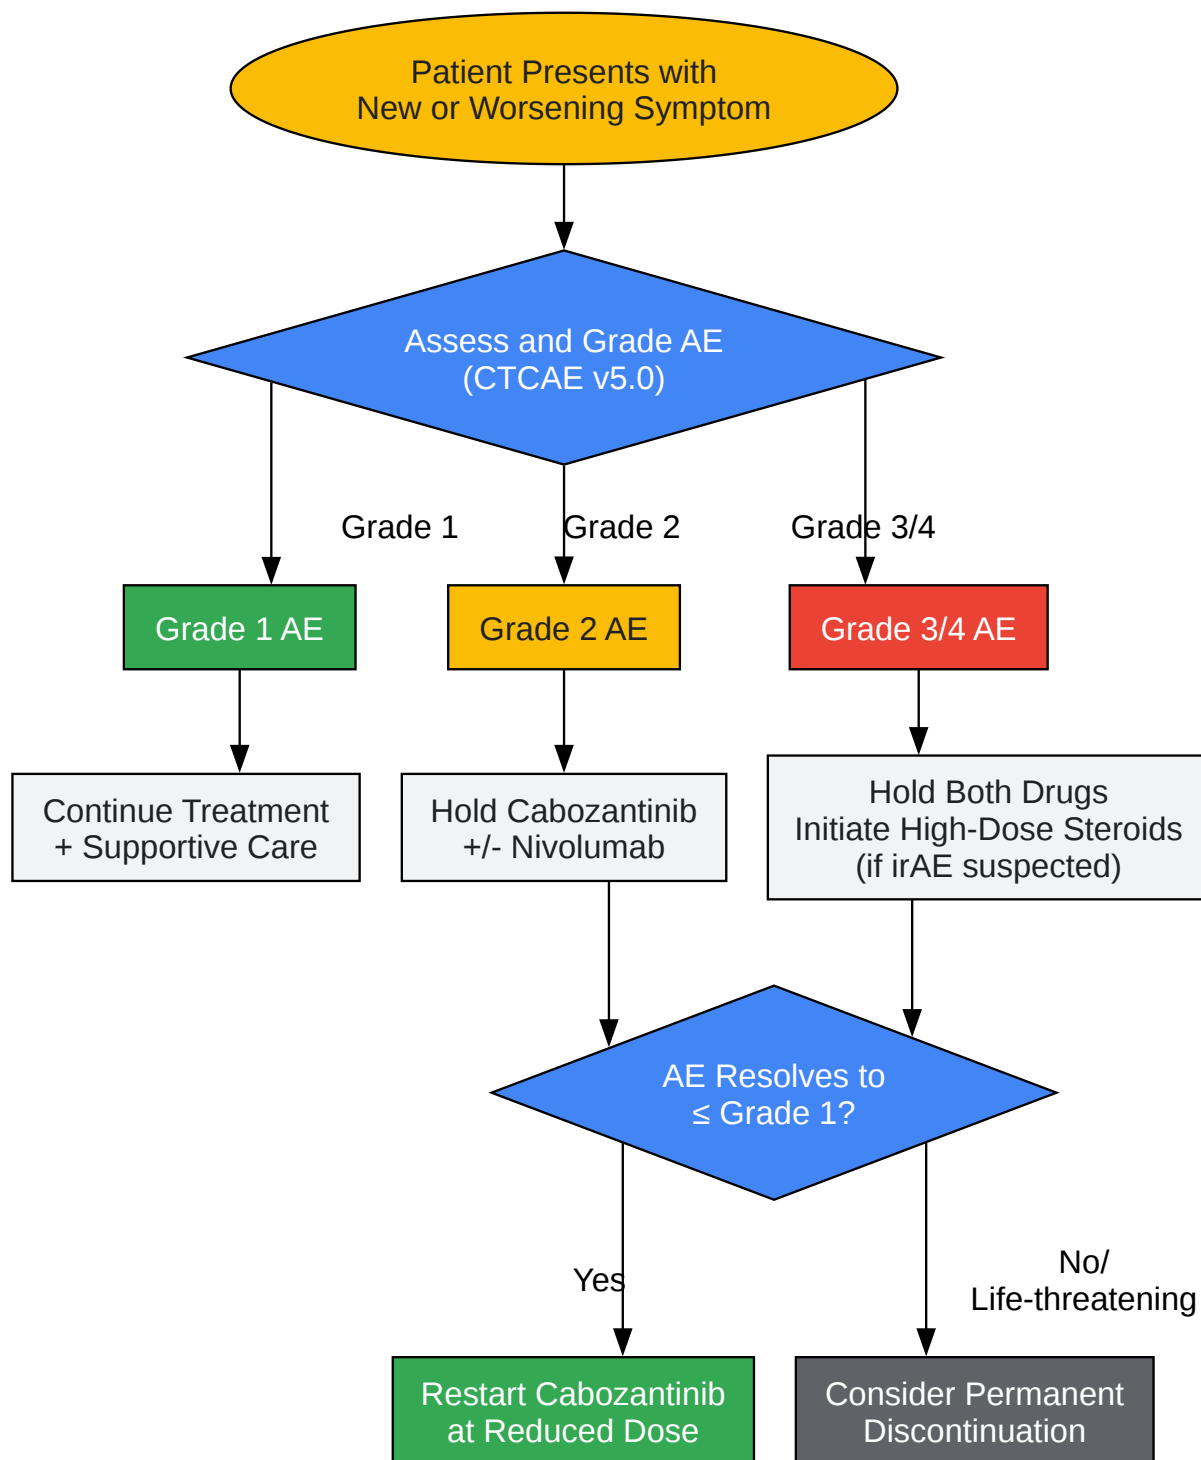 Patient Presents with
New or Worsening Symptom
Assess and Grade AE
(CTCAE v5.0)
Grade 1
Grade 2
Grade 3/4
Grade 1 AE
Grade 2 AE
Grade 3/4 AE
Continue Treatment
+ Supportive Care
Hold Cabozantinib
+/- Nivolumab
Hold Both Drugs
Initiate High-Dose Steroids
(if irAE suspected)
AE Resolves to
≤ Grade 1?
Yes
No/
Life-threatening
Restart Cabozantinib
at Reduced Dose
Consider Permanent
Discontinuation